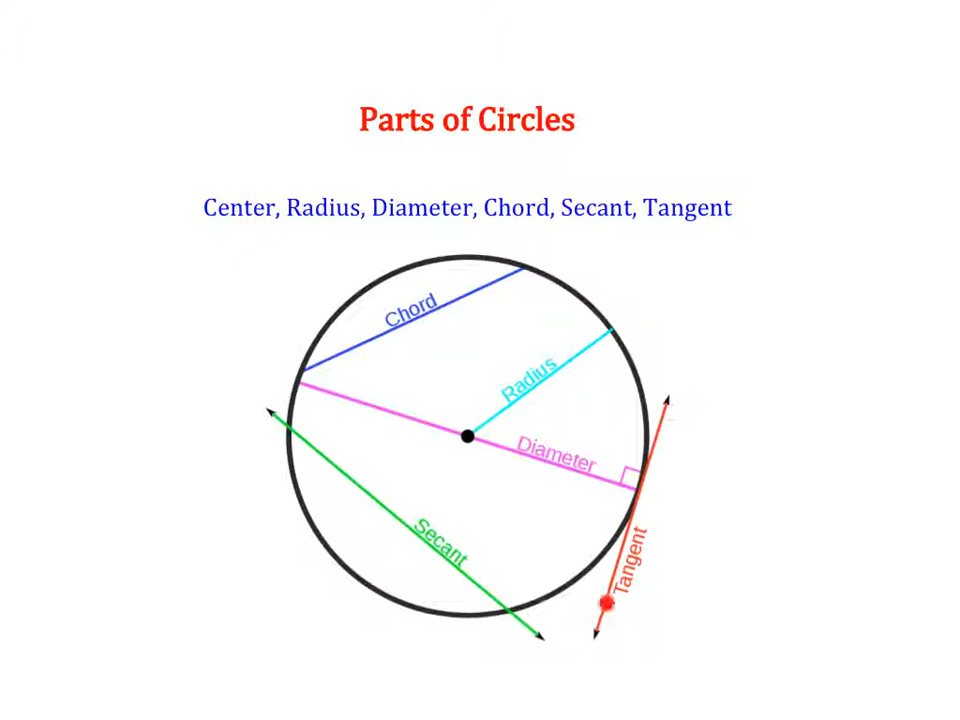 Parts of Circles
Center, Radius, Diameter, Chord, Secant, Tangent
Chord
Radius
Diameter
Secant
Tangent